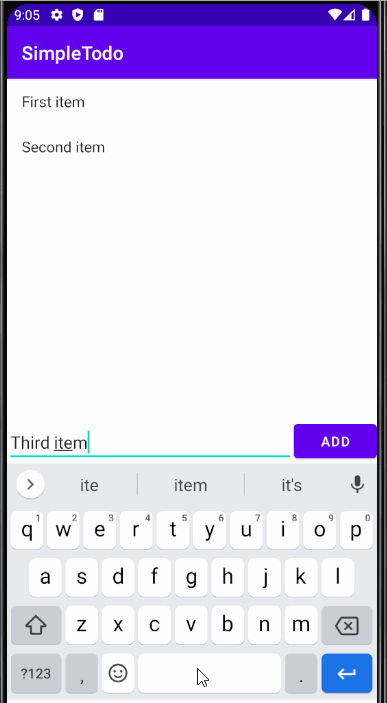 9:05
SimpleTodo
First item
Second item
Third item
ADD
ite item it's
q1 w2 e3 r4 t5 y6 u7 i8 o9 p0
a s d f g h j k l
z x c v b n m
?123 , .